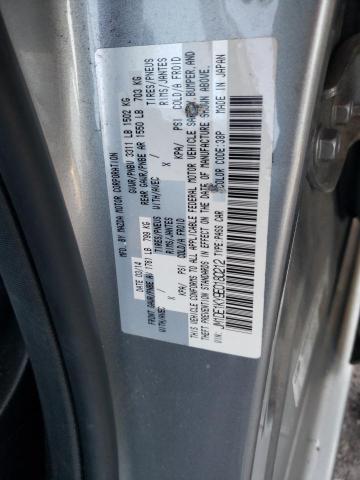 MFD. BY MAZDA MOTOR CORPORATION
DATE: 03/14 GVWR/PNBV 3311 LB 1502 KG
FRONT GAWR/PNBE AV 1761 LB 799 KG REAR GAWR/PNBE AR 1550 LB 703 KG
WITH/AVEC TIRES/PNEUS WITH/AVEC TIRES/PNEUS
X RIMS/JANTES X RIMS/JANTES
KPA/ PSI COLD/A FROID KPA/ PSI COLD/A FROID
THIS VEHICLE CONFORMS TO ALL APPLICABLE FEDERAL MOTOR VEHICLE SAFETY, BUMPER, AND
THEFT PREVENTION STANDARDS IN EFFECT ON THE DATE OF MANUFACTURE SHOWN ABOVE.
MADE IN JAPAN
COLOR CODE: 38P
TYPE: PASS CAR
VIN: JM1DE1KY9E0180212